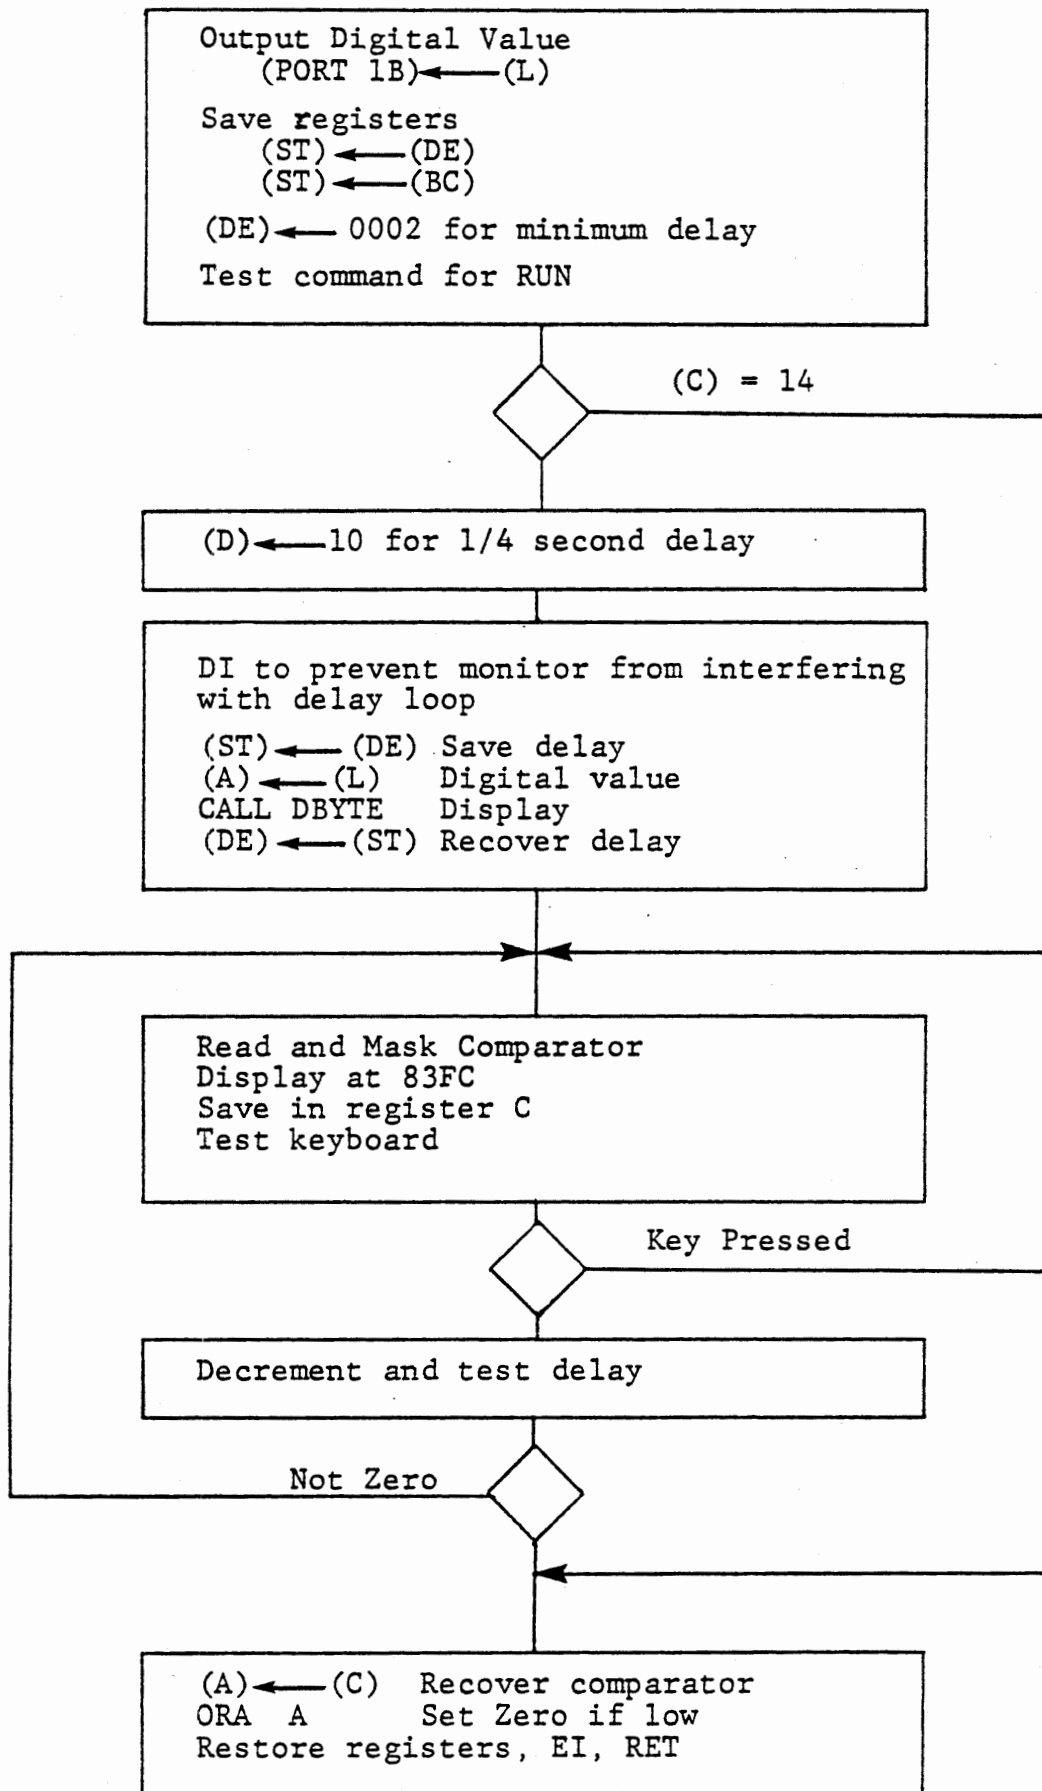 Output Digital Value
(PORT 1B)←(L)
Save registers
(ST)←(DE)
(ST)←(BC)
(DE)← 0002 for minimum delay
Test command for RUN
(C) = 14
(D)←10 for 1/4 second delay
DI to prevent monitor from interfering
with delay loop
(ST)← (DE) Save delay
(A)←(L) Digital value
CALL DBYTE Display
(DE)←(ST) Recover delay
Read and Mask Comparator
Display at 83FC
Save in register C
Test keyboard
Key Pressed
Decrement and test delay
Not Zero
(A)←(C) Recover comparator
ORA A Set Zero if low
Restore registers, EI, RET